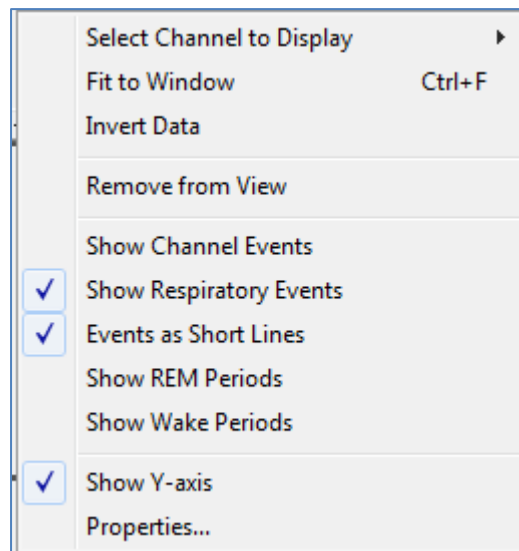 Select Channel to Display
Fit to Window Ctrl+F
Invert Data
Remove from View
Show Channel Events
Show Respiratory Events
Events as Short Lines
Show REM Periods
Show Wake Periods
Show Y-axis
Properties...